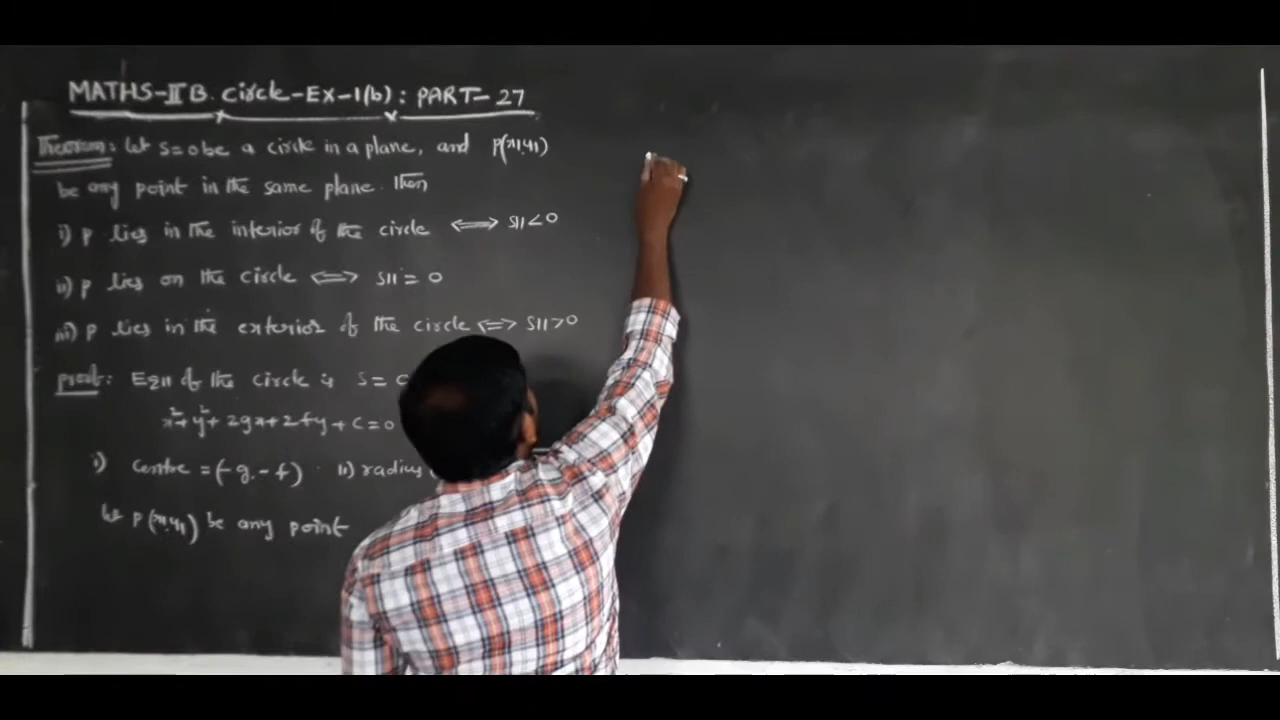 MATHS-II B. Circle-Ex-1(b): PART-27
Theorem: Let S=0 be a circle in a plane, and P(x1,y1)
be any point in the same plane. Then
i) P lies in the interior of the circle ⟺ S11<0
ii) P lies on the circle ⟺ S11 = 0
iii) P lies in the exterior of the circle ⟺ S11>0
proof: Eqn of the circle is S =
x²+y²+2gx+2fy+c=0
i) centre = (-g,-f) . ii) radius
Let P(x1,y1) be any point